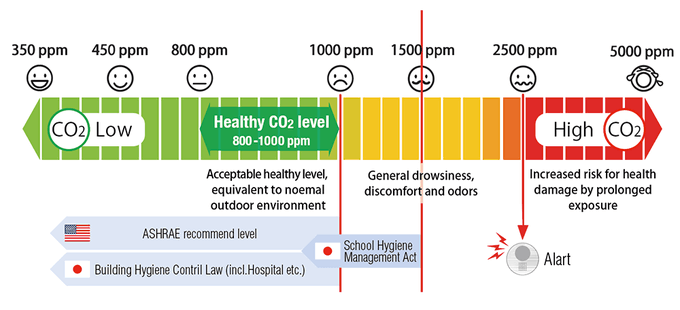 350 ppm 450 ppm 800 ppm 1000 ppm 1500 ppm 2500 ppm 5000 ppm
CO2 Low
Healthy CO2 level
800-1000 ppm
High CO2
Acceptable healthy level,
equivalent to noemal
outdoor environment
General drowsiness,
discomfort and odors
Increased risk for health
damage by prolonged
exposure
ASHRAE recommend level
School Hygiene
Management Act
Building Hygiene Contril Law (incl.Hospital etc.)
Alart